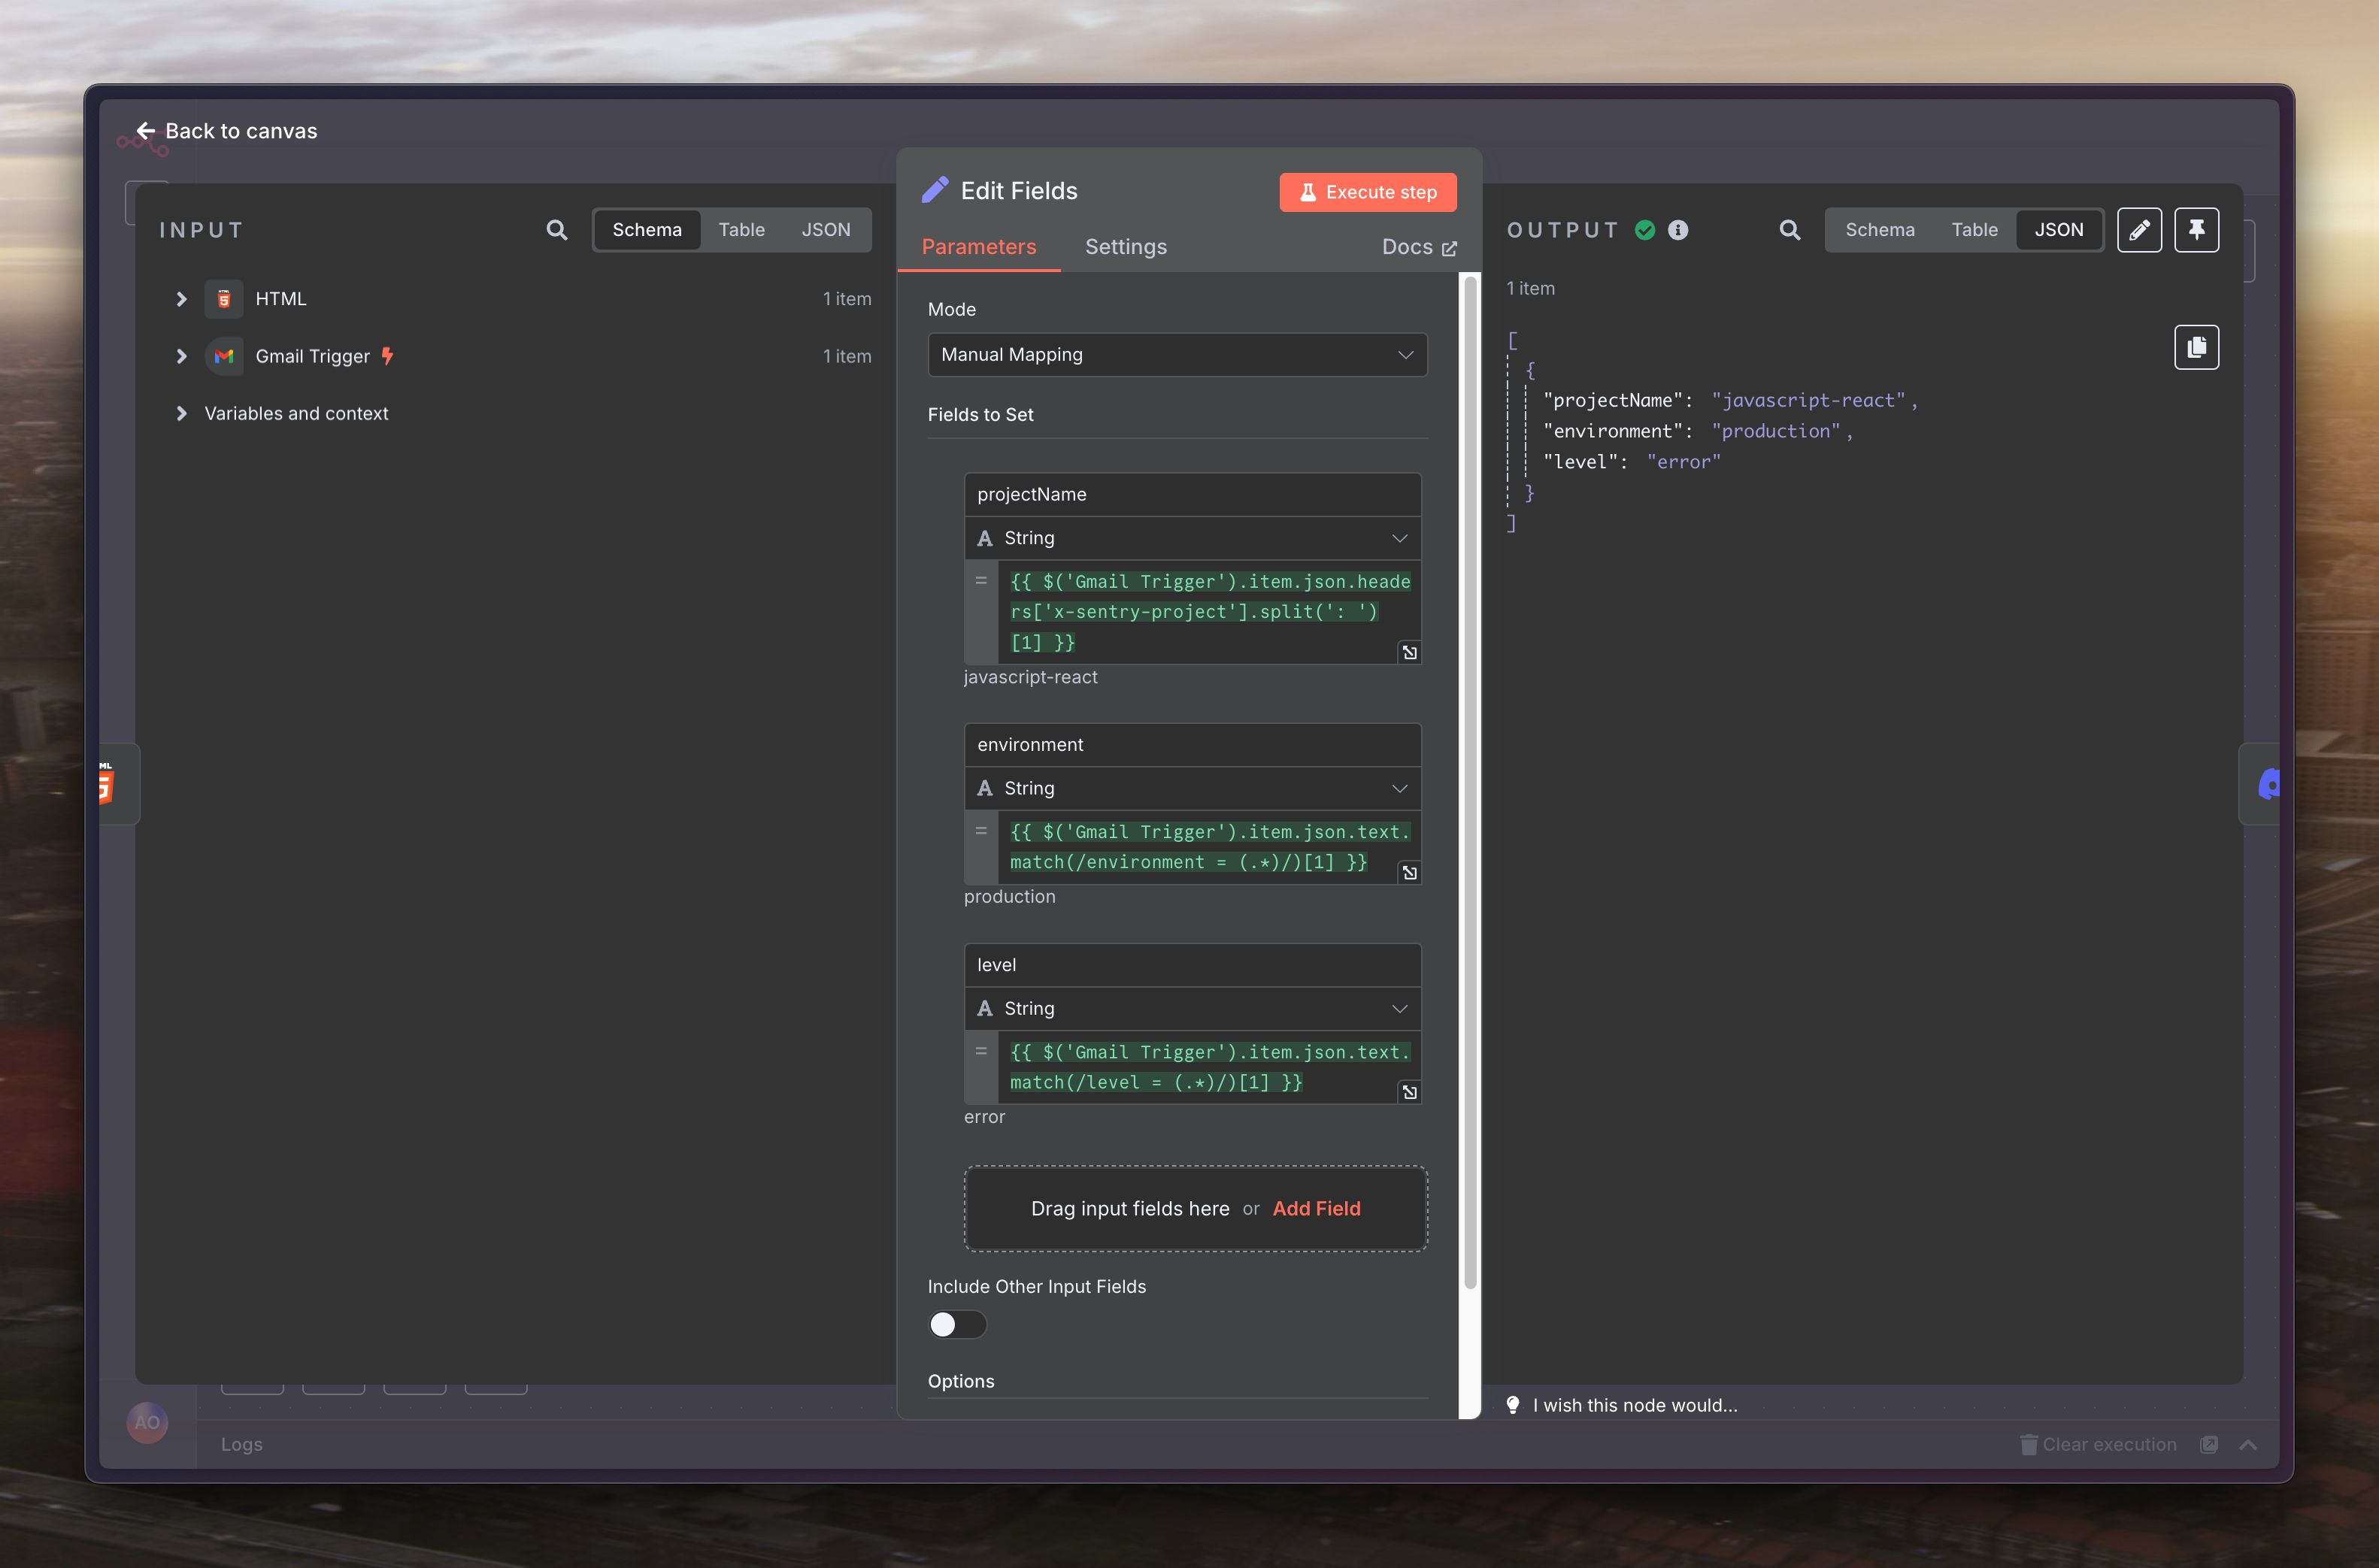 Back to canvas
INPUT
Schema
Table
JSON
HTML
1 item
Gmail Trigger
1 item
Variables and context
Edit Fields
Execute step
Parameters
Settings
Docs
Mode
Manual Mapping
Fields to Set
projectName
String
=
{{ $('Gmail Trigger').item.json.heade
rs['x-sentry-project'].split(': ')
[1] }}
javascript-react
environment
String
=
{{ $('Gmail Trigger').item.json.text.
match(/environment = (.*)/)[1] }}
production
level
String
=
{{ $('Gmail Trigger').item.json.text.
match(/level = (.*)/)[1] }}
error
Drag input fields here or Add Field
Include Other Input Fields
Options
OUTPUT
Schema
Table
JSON
1 item
[
{
"projectName": "javascript-react",
"environment": "production",
"level": "error"
}
]
I wish this node would...
AO
Logs
Clear execution